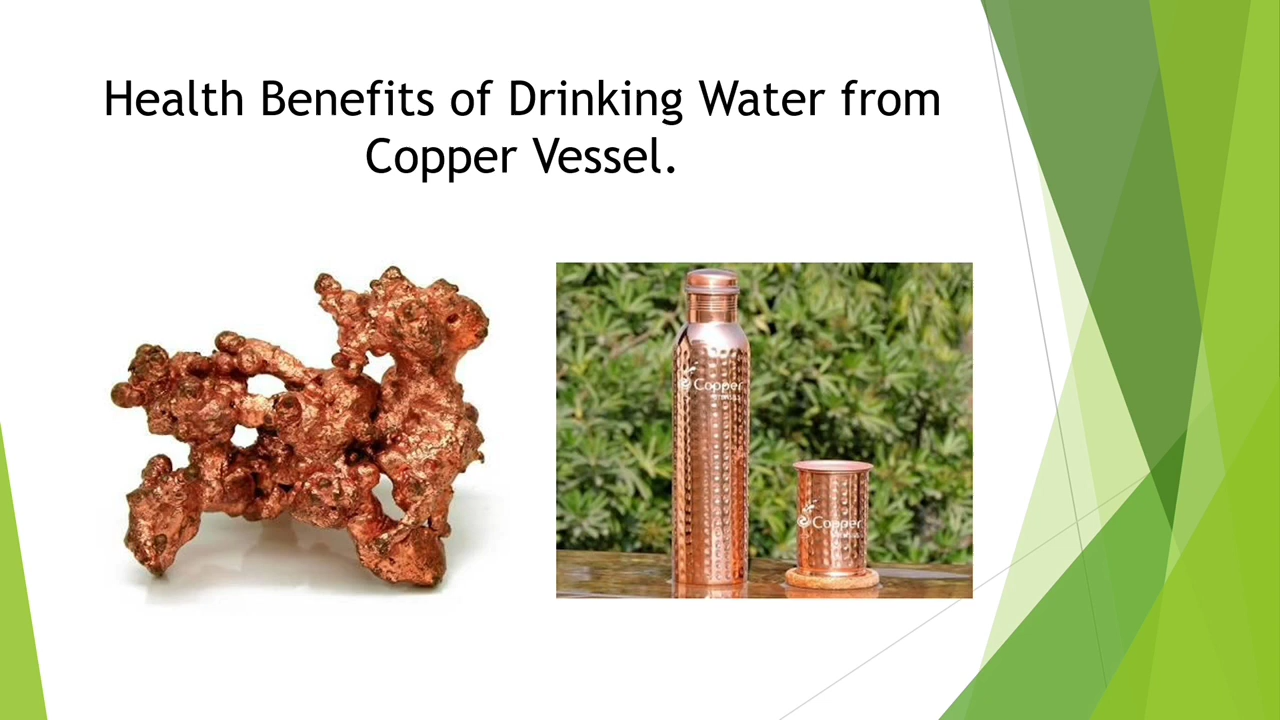 Health Benefits of Drinking Water from
Copper Vessel.
Copper
Copper